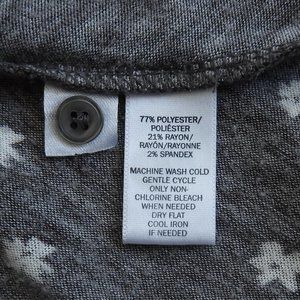 77% POLYESTER/
POLIÉSTER
21% RAYON/
RAYÓN/RAYONNE
2% SPANDEX
MACHINE WASH COLD
GENTLE CYCLE
ONLY NON-
CHLORINE BLEACH
WHEN NEEDED
DRY FLAT
COOL IRON
IF NEEDED